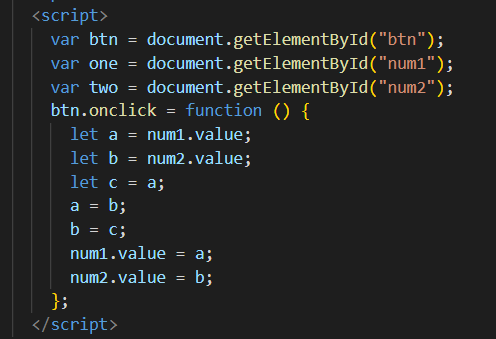 <script>
var btn = document.getElementById("btn");
var one = document.getElementById("num1");
var two = document.getElementById("num2");
btn.onclick = function () {
let a = num1.value;
let b = num2.value;
let c = a;
a = b;
b = c;
num1.value = a;
num2.value = b;
};
</script>